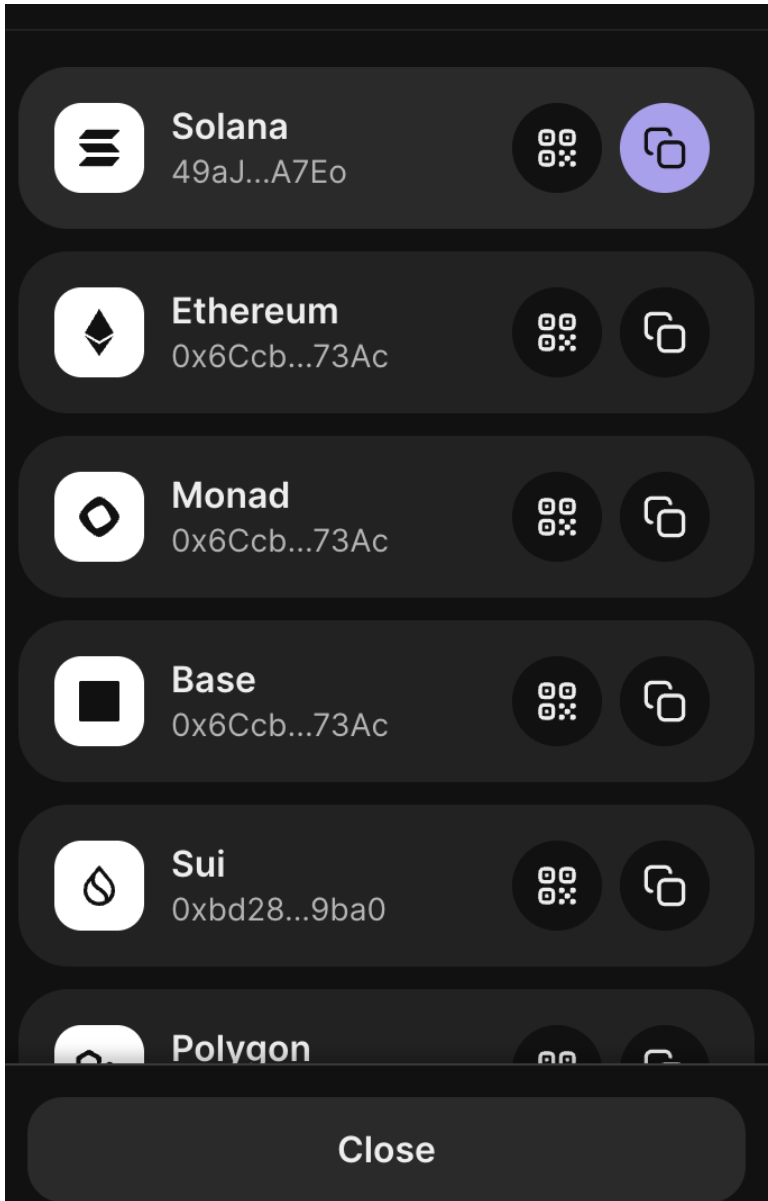 Solana
49aJ...A7Eo
Ethereum
0x6Ccb...73Ac
Monad
0x6Ccb...73Ac
Base
0x6Ccb...73Ac
Sui
0xbd28...9ba0
Polygon
Close